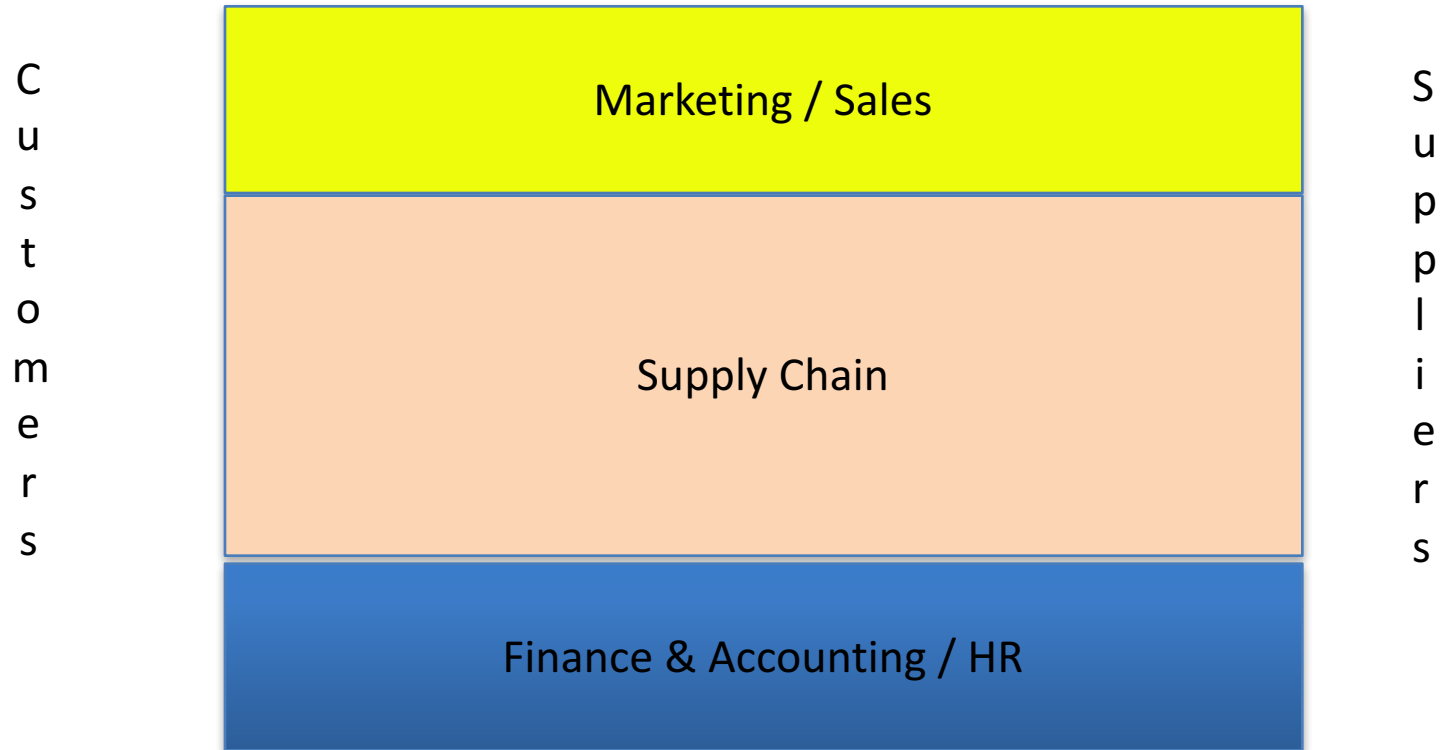 Customers
Marketing / Sales
Supply Chain
Finance & Accounting / HR
Suppliers